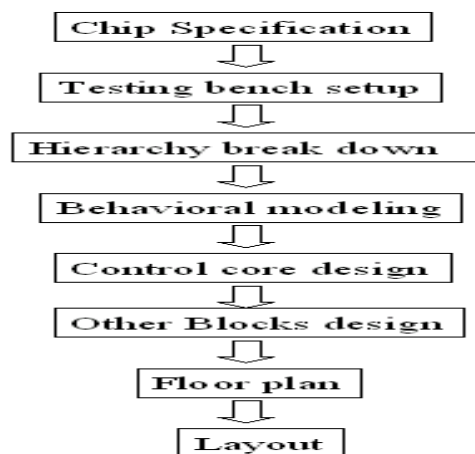 Chip Specification
Testing bench setup
Hierarchy break down
Behavioral modeling
Control core design
Other Blocks design
Floor plan
Layout